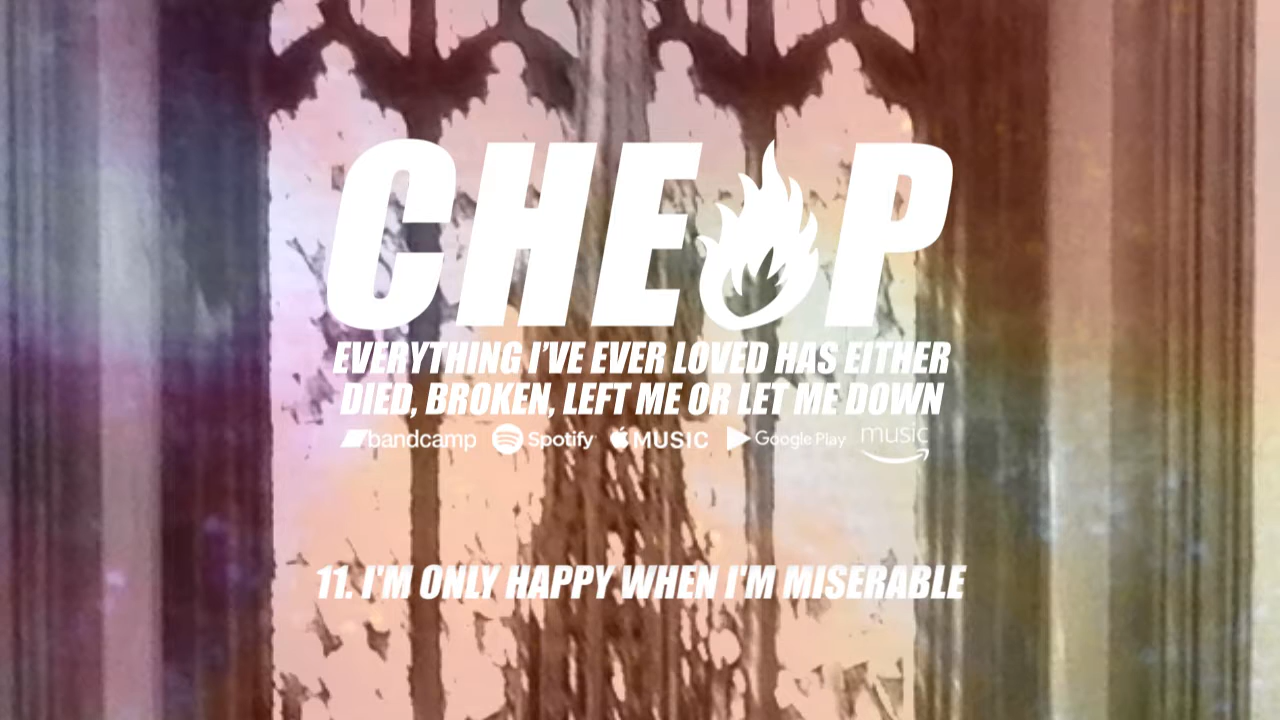 CHEAP
EVERYTHING I'VE EVER LOVED HAS EITHER
DIED, BROKEN, LEFT ME OR LET ME DOWN
bandcamp Spotify MUSIC Google Play music
11. I'M ONLY HAPPY WHEN I'M MISERABLE